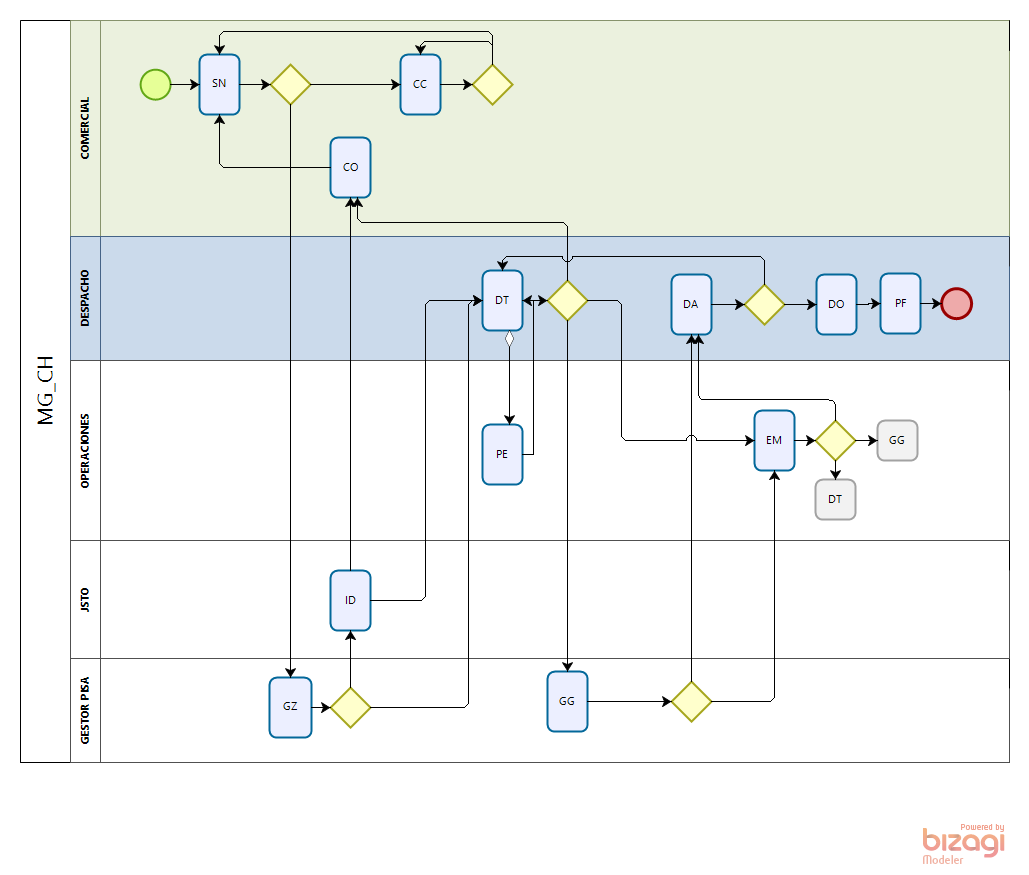 MG_CH
COMERCIAL
SN
CC
CO
DESPACHO
DT
DA
DO
PF
OPERACIONES
PE
EM
GG
DT
JSTO
ID
GESTOR PISA
GZ
GG
Powered by
bizagi
Modeler